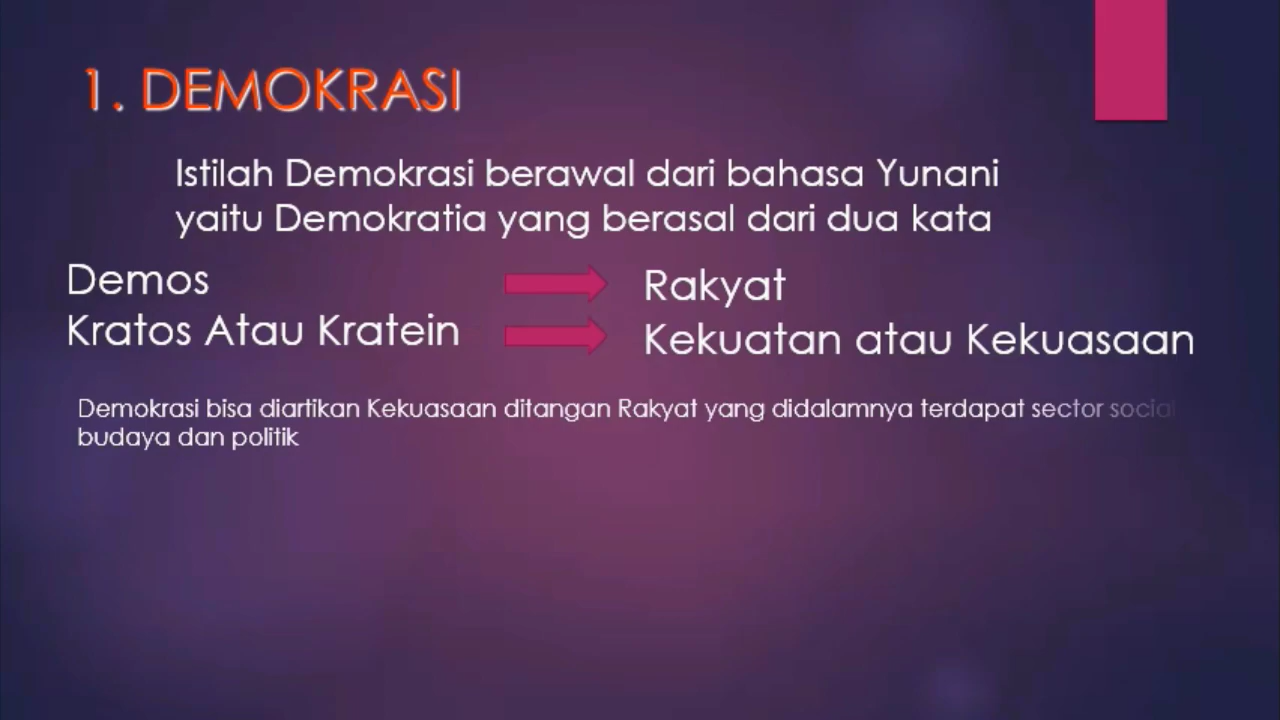 1. DEMOKRASI
Istilah Demokrasi berawal dari bahasa Yunani
yaitu Demokratia yang berasal dari dua kata
Demos
Rakyat
Kratos Atau Kratein
Kekuatan atau Kekuasaan
Demokrasi bisa diartikan Kekuasaan ditangan Rakyat yang didalamnya terdapat sector social
budaya dan politik